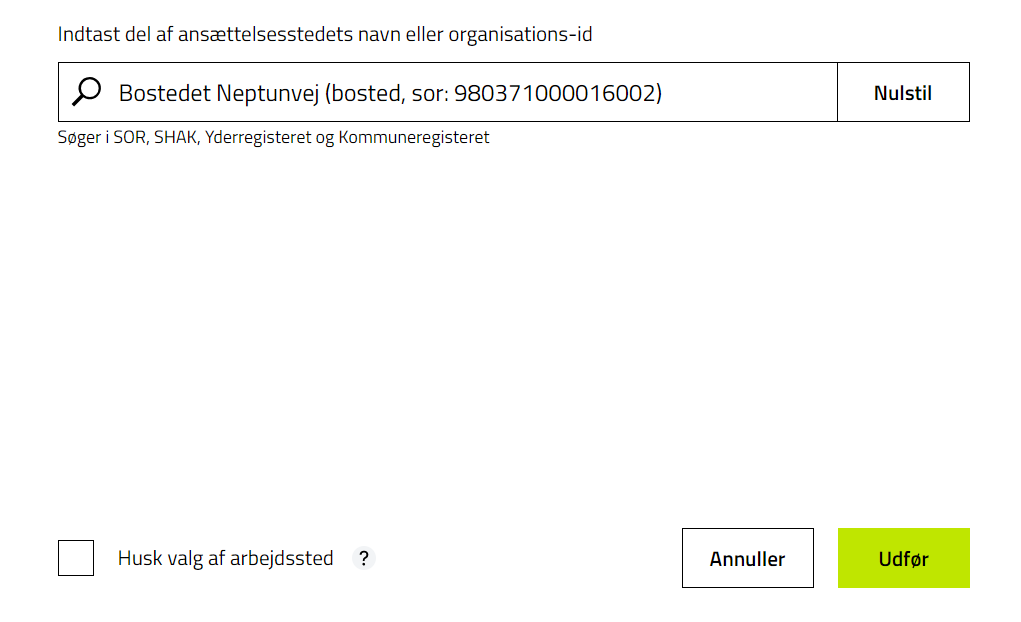 Indtast del af ansættelsesstedets navn eller organisations-id
Bostedet Neptunvej (bosted, sor: 980371000016002)
Nulstil
Søger i SOR, SHAK, Yderregisteret og Kommuneregisteret
Husk valg af arbejdssted ?
Annuller
Udfør